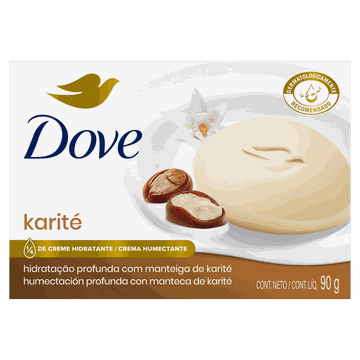 DERMATOLOGICAMENTE
RECOMENDADO
Dove
karité
1/4 DE CREME HIDRATANTE / CREMA HUMECTANTE
hidratação profunda com manteiga de karité
humectación profunda con manteca de karité
CONT. NETO / CONT. LÍQ. 90 g